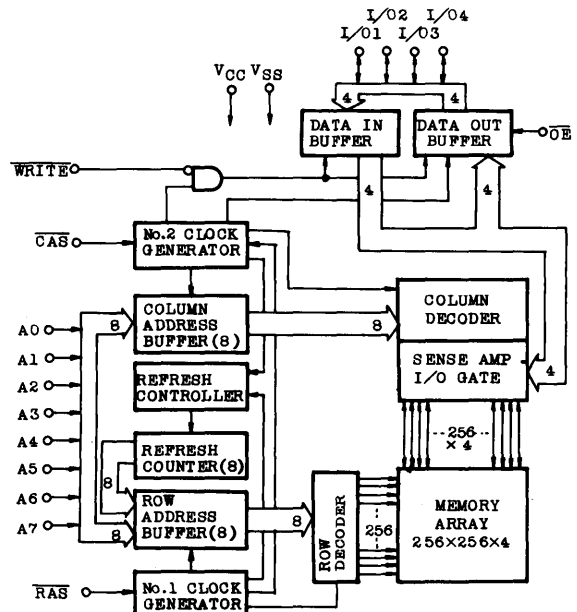 I/O2 I/O4
I/O1 I/O3
VCC VSS
4 4
DATA IN
BUFFER
DATA OUT
BUFFER
OE
WRITE
4
4
CAS
No.2 CLOCK
GENERATOR
COLUMN
ADDRESS
BUFFER(8)
8
8
COLUMN
DECODER
A0
A1
A2
A3
A4
A5
A6
A7
SENSE AMP
I/O GATE
4
REFRESH
CONTROLLER
256
× 4
REFRESH
COUNTER(8)
8
ROW
ADDRESS
BUFFER(8)
8
8
ROW DECODER
256
MEMORY
ARRAY
256×256×4
RAS
No.1 CLOCK
GENERATOR